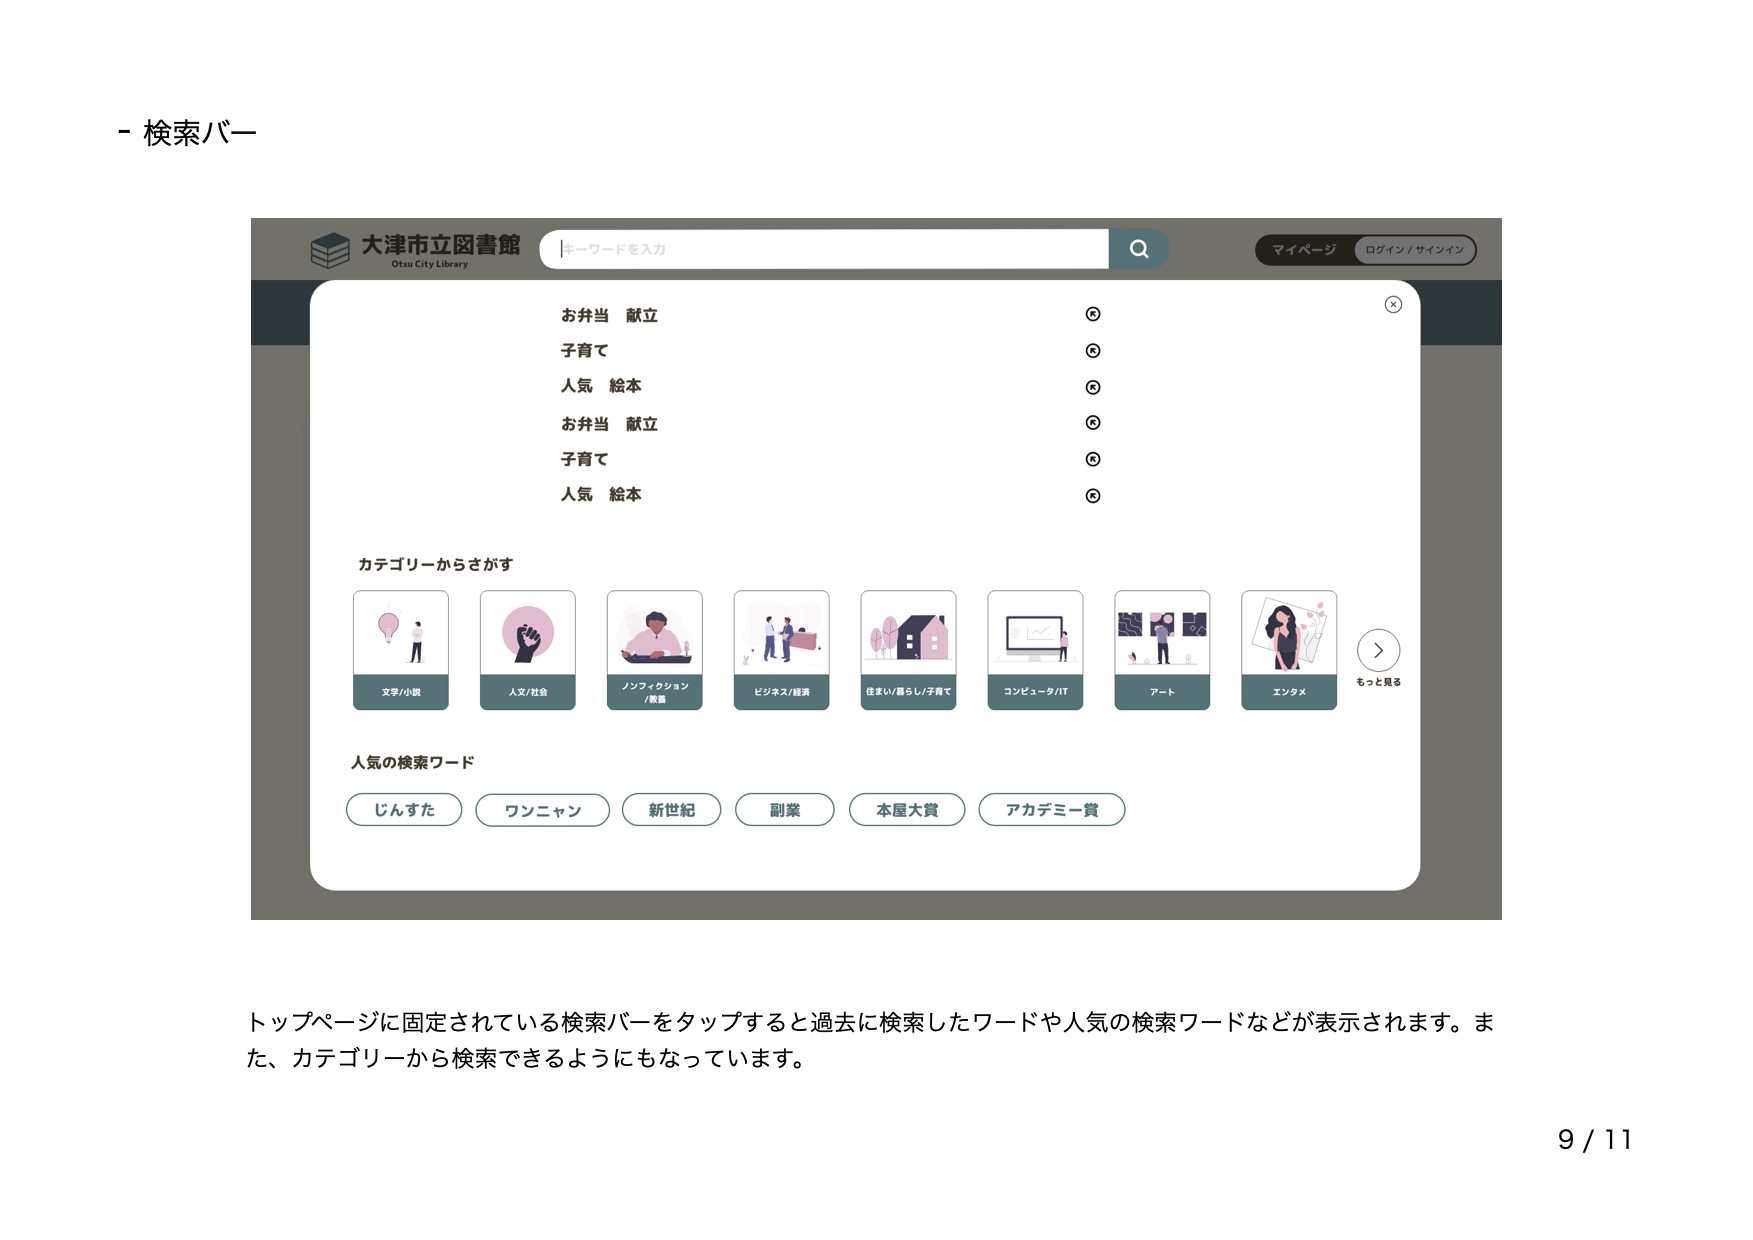 - 検索バー
大津市立図書館
Otsu City Library
キーワードを入力
マイページ
ログイン / サインイン
お弁当　献立
子育て
人気　絵本
お弁当　献立
子育て
人気　絵本
カテゴリーからさがす
文学/小説
人文/社会
ノンフィクション
/教養
ビジネス/経済
住まい/暮らし/子育て
コンピュータ/IT
アート
エンタメ
もっと見る
人気の検索ワード
じんすた
ワンニャン
新世紀
副業
本屋大賞
アカデミー賞
トップページに固定されている検索バーをタップすると過去に検索したワードや人気の検索ワードなどが表示されます。ま
た、カテゴリーから検索できるようにもなっています。
9 / 11